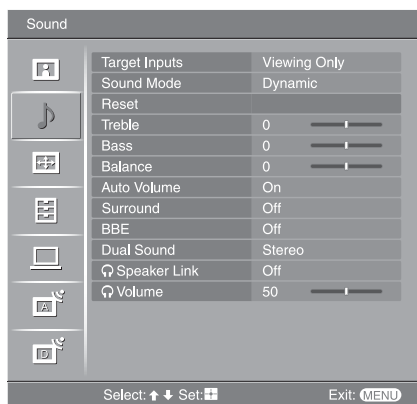 Sound
Target Inputs Viewing Only
Sound Mode Dynamic
Reset
Treble 0
Bass 0
Balance 0
Auto Volume On
Surround Off
BBE Off
Dual Sound Stereo
Speaker Link Off
Volume 50
A
D
Select: Set: Exit: MENU